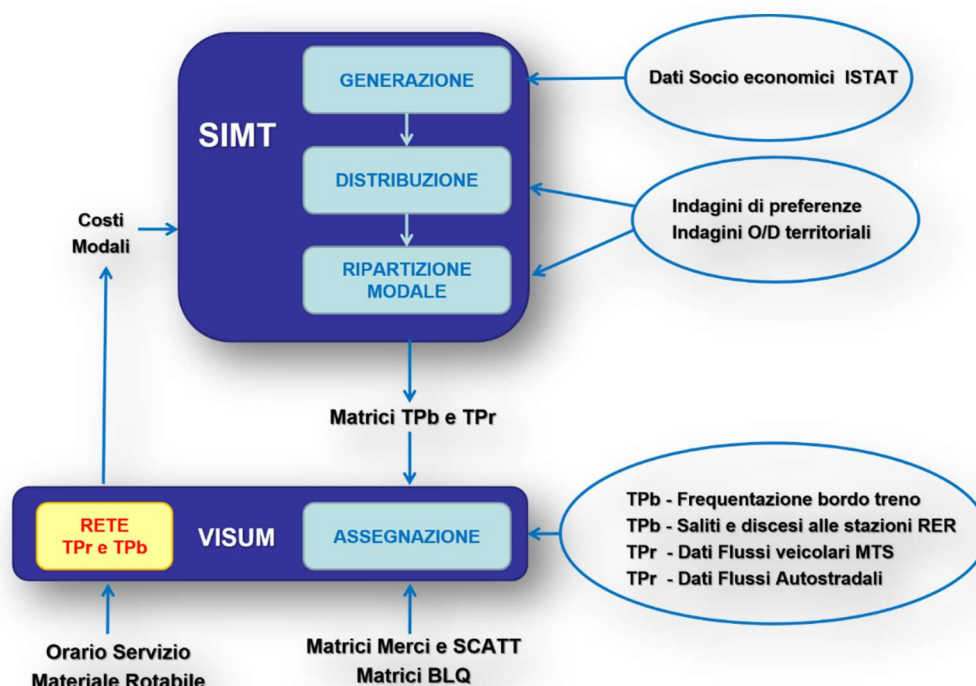 GENERAZIONE
Dati Socio economici ISTAT
SIMT
DISTRIBUZIONE
Costi
Modali
Indagini di preferenze
Indagini O/D territoriali
RIPARTIZIONE
MODALE
Matrici TPb e TPr
RETE
TPr e TPb
VISUM
ASSEGNAZIONE
TPb - Frequentazione bordo treno
TPb - Saliti e discesi alle stazioni RER
TPr - Dati Flussi veicolari MTS
TPr - Dati Flussi Autostradali
Orario Servizio
Materiale Rotabile
Matrici Merci e SCATT
Matrici BLQ